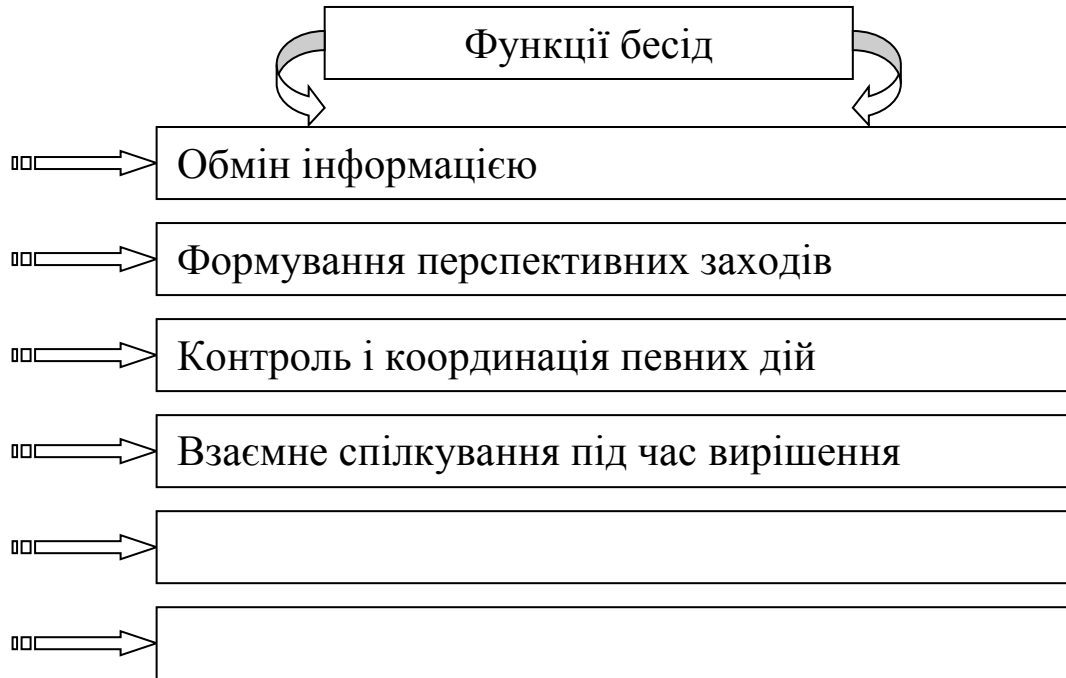 Функції бесід
Обмін інформацією
Формування перспективних заходів
Контроль і координація певних дій
Взаємне спілкування під час вирішення